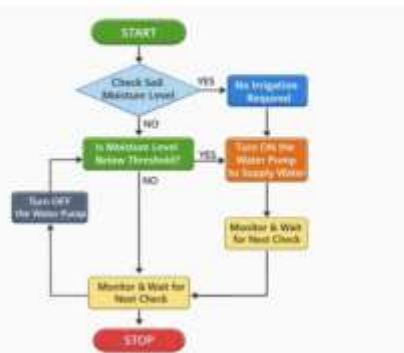 START
Check Soil
Moisture Level
YES
No Irrigation
Required
NO
Is Moisture Level
Below Threshold?
YES
Turn ON the
Water Pump
to Supply Water
NO
Turn OFF
the Water Pump
Monitor & Wait
for Next Check
Monitor & Wait for
Next Check
STOP